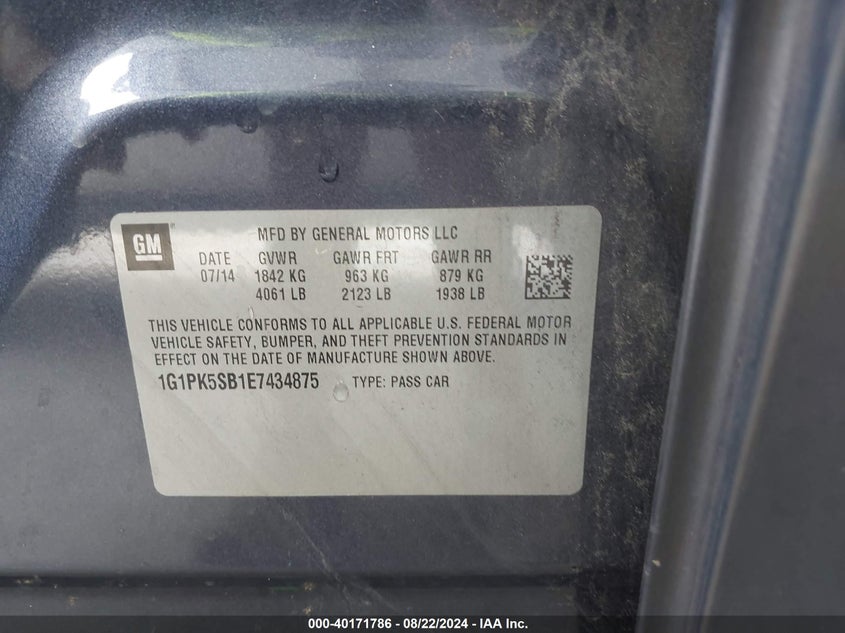 GM
MFD BY GENERAL MOTORS LLC
DATE GVWR GAWR FRT GAWR RR
07/14 1842 KG 963 KG 879 KG
4061 LB 2123 LB 1938 LB
THIS VEHICLE CONFORMS TO ALL APPLICABLE U.S. FEDERAL MOTOR
VEHICLE SAFETY, BUMPER, AND THEFT PREVENTION STANDARDS IN
EFFECT ON THE DATE OF MANUFACTURE SHOWN ABOVE.
1G1PK5SB1E7434875 TYPE: PASS CAR
000-40171786 - 08/22/2024 - IAA Inc.